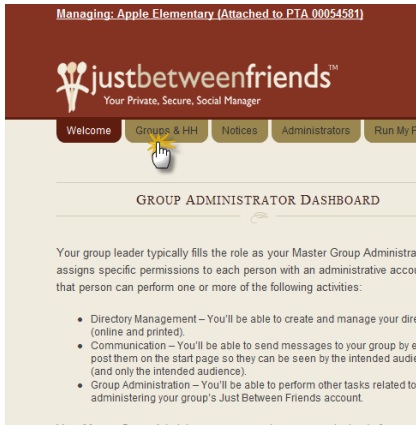 Managing: Apple Elementary (Attached to PTA 00054581)
justbetweenfriends™
Your Private, Secure, Social Manager
Welcome Groups & HH Notices Administrators Run My
GROUP ADMINISTRATOR DASHBOARD
Your group leader typically fills the role as your Master Group
assigns specific permissions to each person with an administrative
that person can perform one or more of the following activities:
• Directory Management – You'll be able to create and manage your
(online and printed).
• Communication – You'll be able to send messages to your group by
post them on the start page so they can be seen by the intended
(and only the intended audience).
• Group Administration – You'll be able to perform other tasks related to
administering your group's Just Between Friends account.